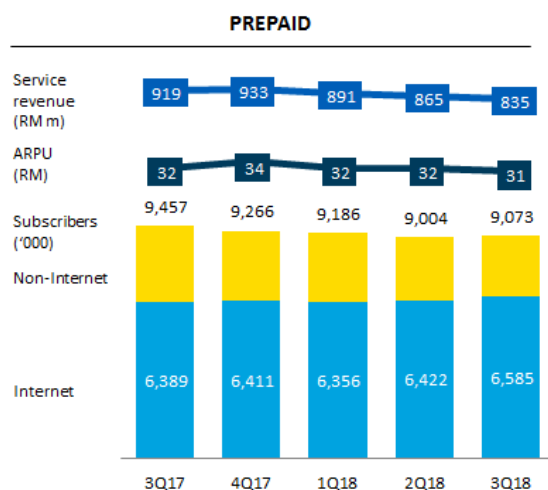 PREPAID
Service
revenue
(RM m)
919 933 891 865 835
ARPU
(RM)
32 34 32 32 31
Subscribers
('000)
9,457 9,266 9,186 9,004 9,073
Non-Internet
Internet
6,389 6,411 6,356 6,422 6,585
3Q17 4Q17 1Q18 2Q18 3Q18